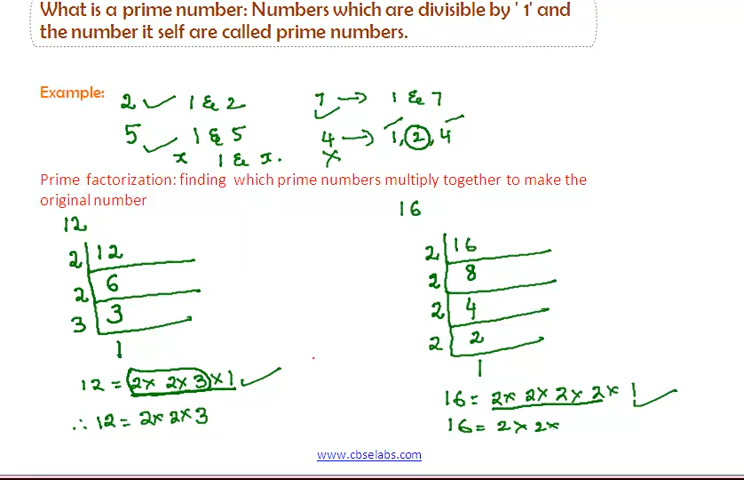 What is a prime number: Numbers which are divisible by ' 1' and
the number it self are called prime numbers.
Example:
2 ✓ 1 & 2
7 → 1 & 7
5 ✓ 1 & 5
4 → 1, 2, 4
x 1 & x.
Prime factorization: finding which prime numbers multiply together to make the
original number
12
2 | 12
2 | 6
3 | 3
1
12 = 2 x 2 x 3 x 1
∴ 12 = 2 x 2 x 3
16
2 | 16
2 | 8
2 | 4
2 | 2
1
16 = 2 x 2 x 2 x 2 x 1
16 = 2 x 2 x
www.cbselabs.com